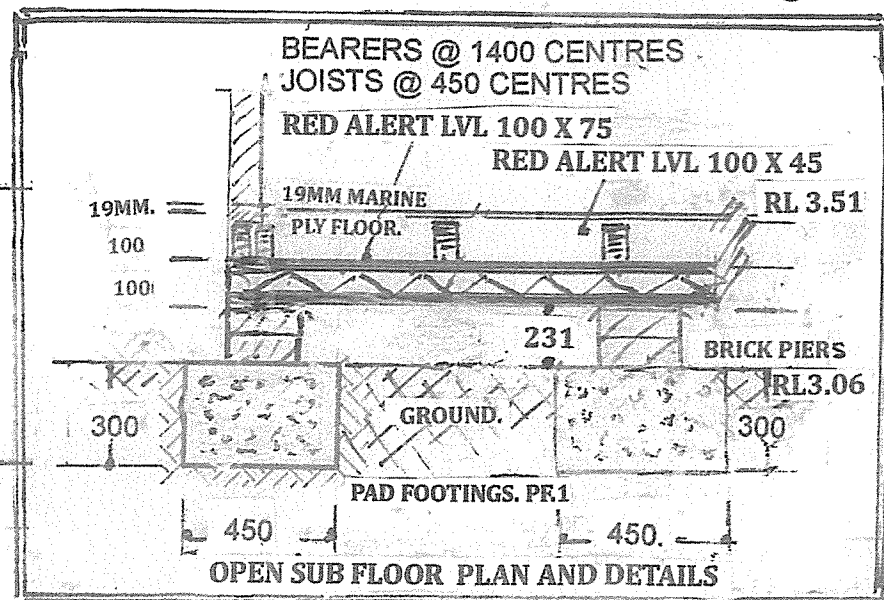 BEARERS @ 1400 CENTRES
JOISTS @ 450 CENTRES
RED ALERT LVL 100 X 75
RED ALERT LVL 100 X 45
19MM.
19MM MARINE
PLY FLOOR.
RL 3.51
100
100
231
BRICK PIERS
RL3.06
300
GROUND.
300
PAD FOOTINGS. PF.1
450
450.
OPEN SUB FLOOR PLAN AND DETAILS